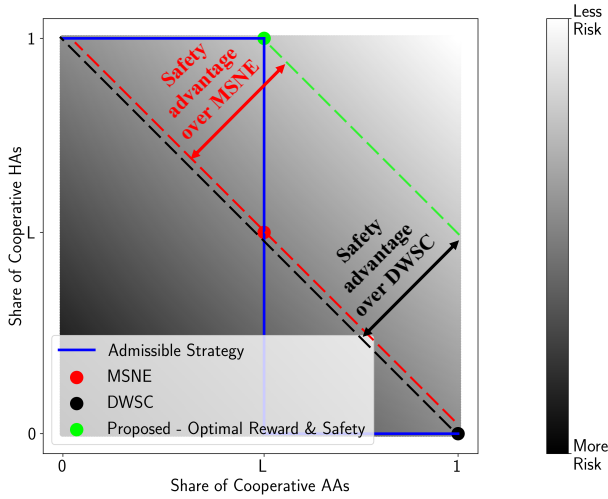 Less
Risk
1
Safety
advantage
over MSNE
Share of Cooperative HAs
L
Safety
advantage
over DWSC
Admissible Strategy
MSNE
DWSC
Proposed - Optimal Reward & Safety
0
More
Risk
0
L
1
Share of Cooperative AAs